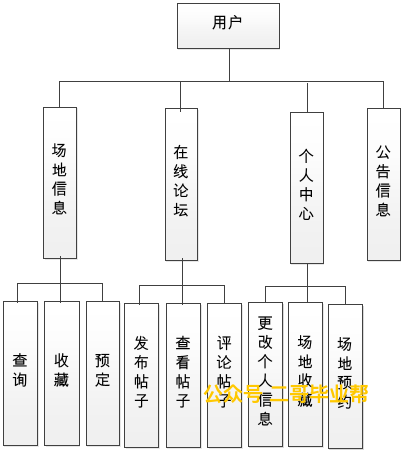 用户
场地信息
在线论坛
个人中心
公告信息
查询
收藏
预定
发布帖子
查看帖子
评论帖子
更改个人信息
场地收藏
场地预约
公众号:二哥毕业帮